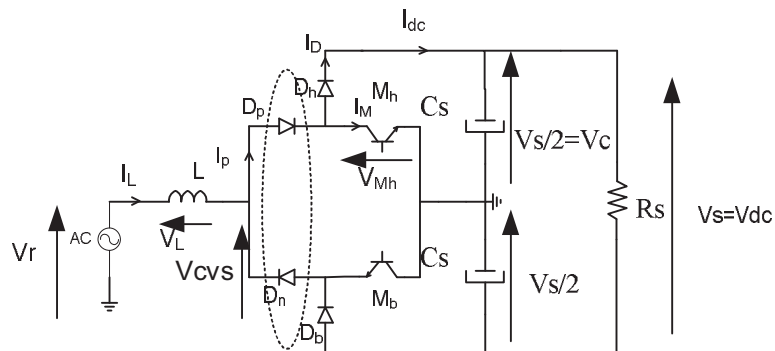 I_dc
I_D
D_h
M_h
D_p
I_M
Cs
I_p
Vs/2=Vc
V_Mh
I_L
L
Rs
Vs=Vdc
Vr
AC
V_L
Vcvs
Cs
Vs/2
D_n
M_b
D_b